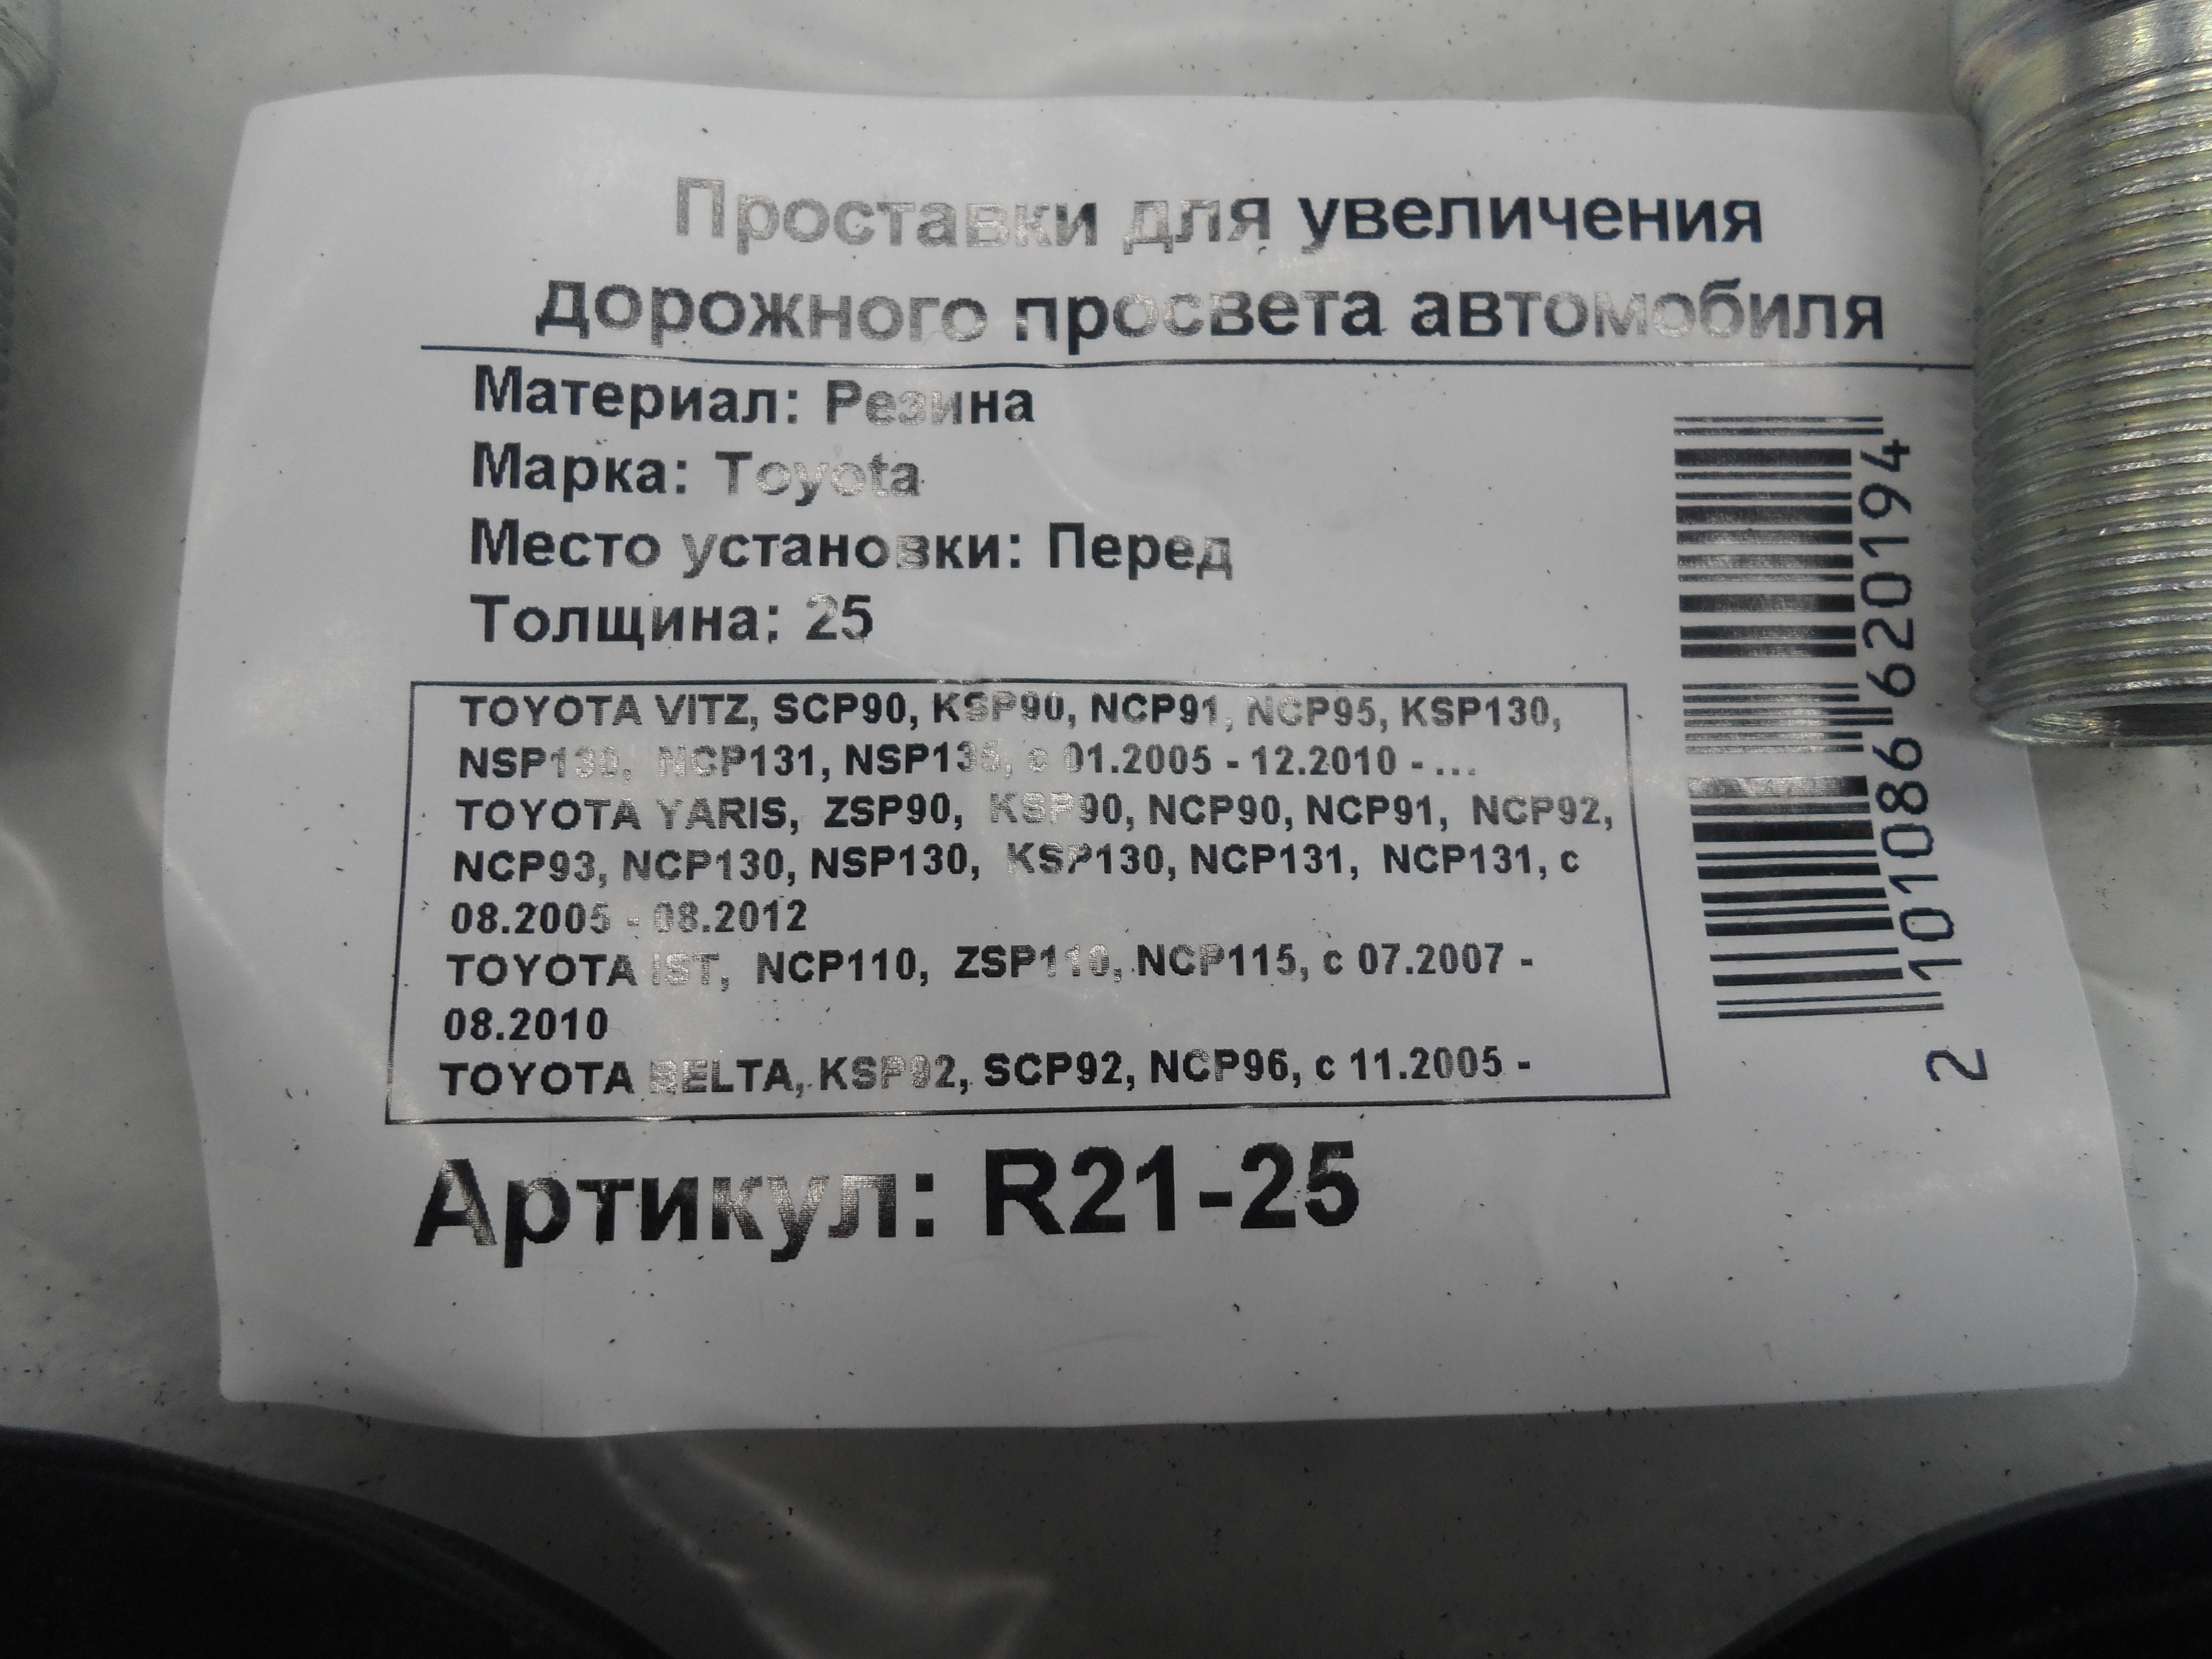 Проставки для увеличения
дорожного просвета автомобиля
Материал: Резина
Марка: Toyota
Место установки: Перед
Толщина: 25
TOYOTA VITZ, SCP90, KSP90, NCP91, NCP95, KSP130,
NSP130, NCP131, NSP135, с 01.2005 - 12.2010 - ...
TOYOTA YARIS, ZSP90, KSP90, NCP90, NCP91, NCP92,
NCP93, NCP130, NSP130, KSP130, NCP131, NCP131, с
08.2005 - 08.2012
TOYOTA IST, NCP110, ZSP110, NCP115, с 07.2007 -
08.2010
TOYOTA BELTA, KSP92, SCP92, NCP96, с 11.2005 -
Артикул: R21-25
2 101086 620194